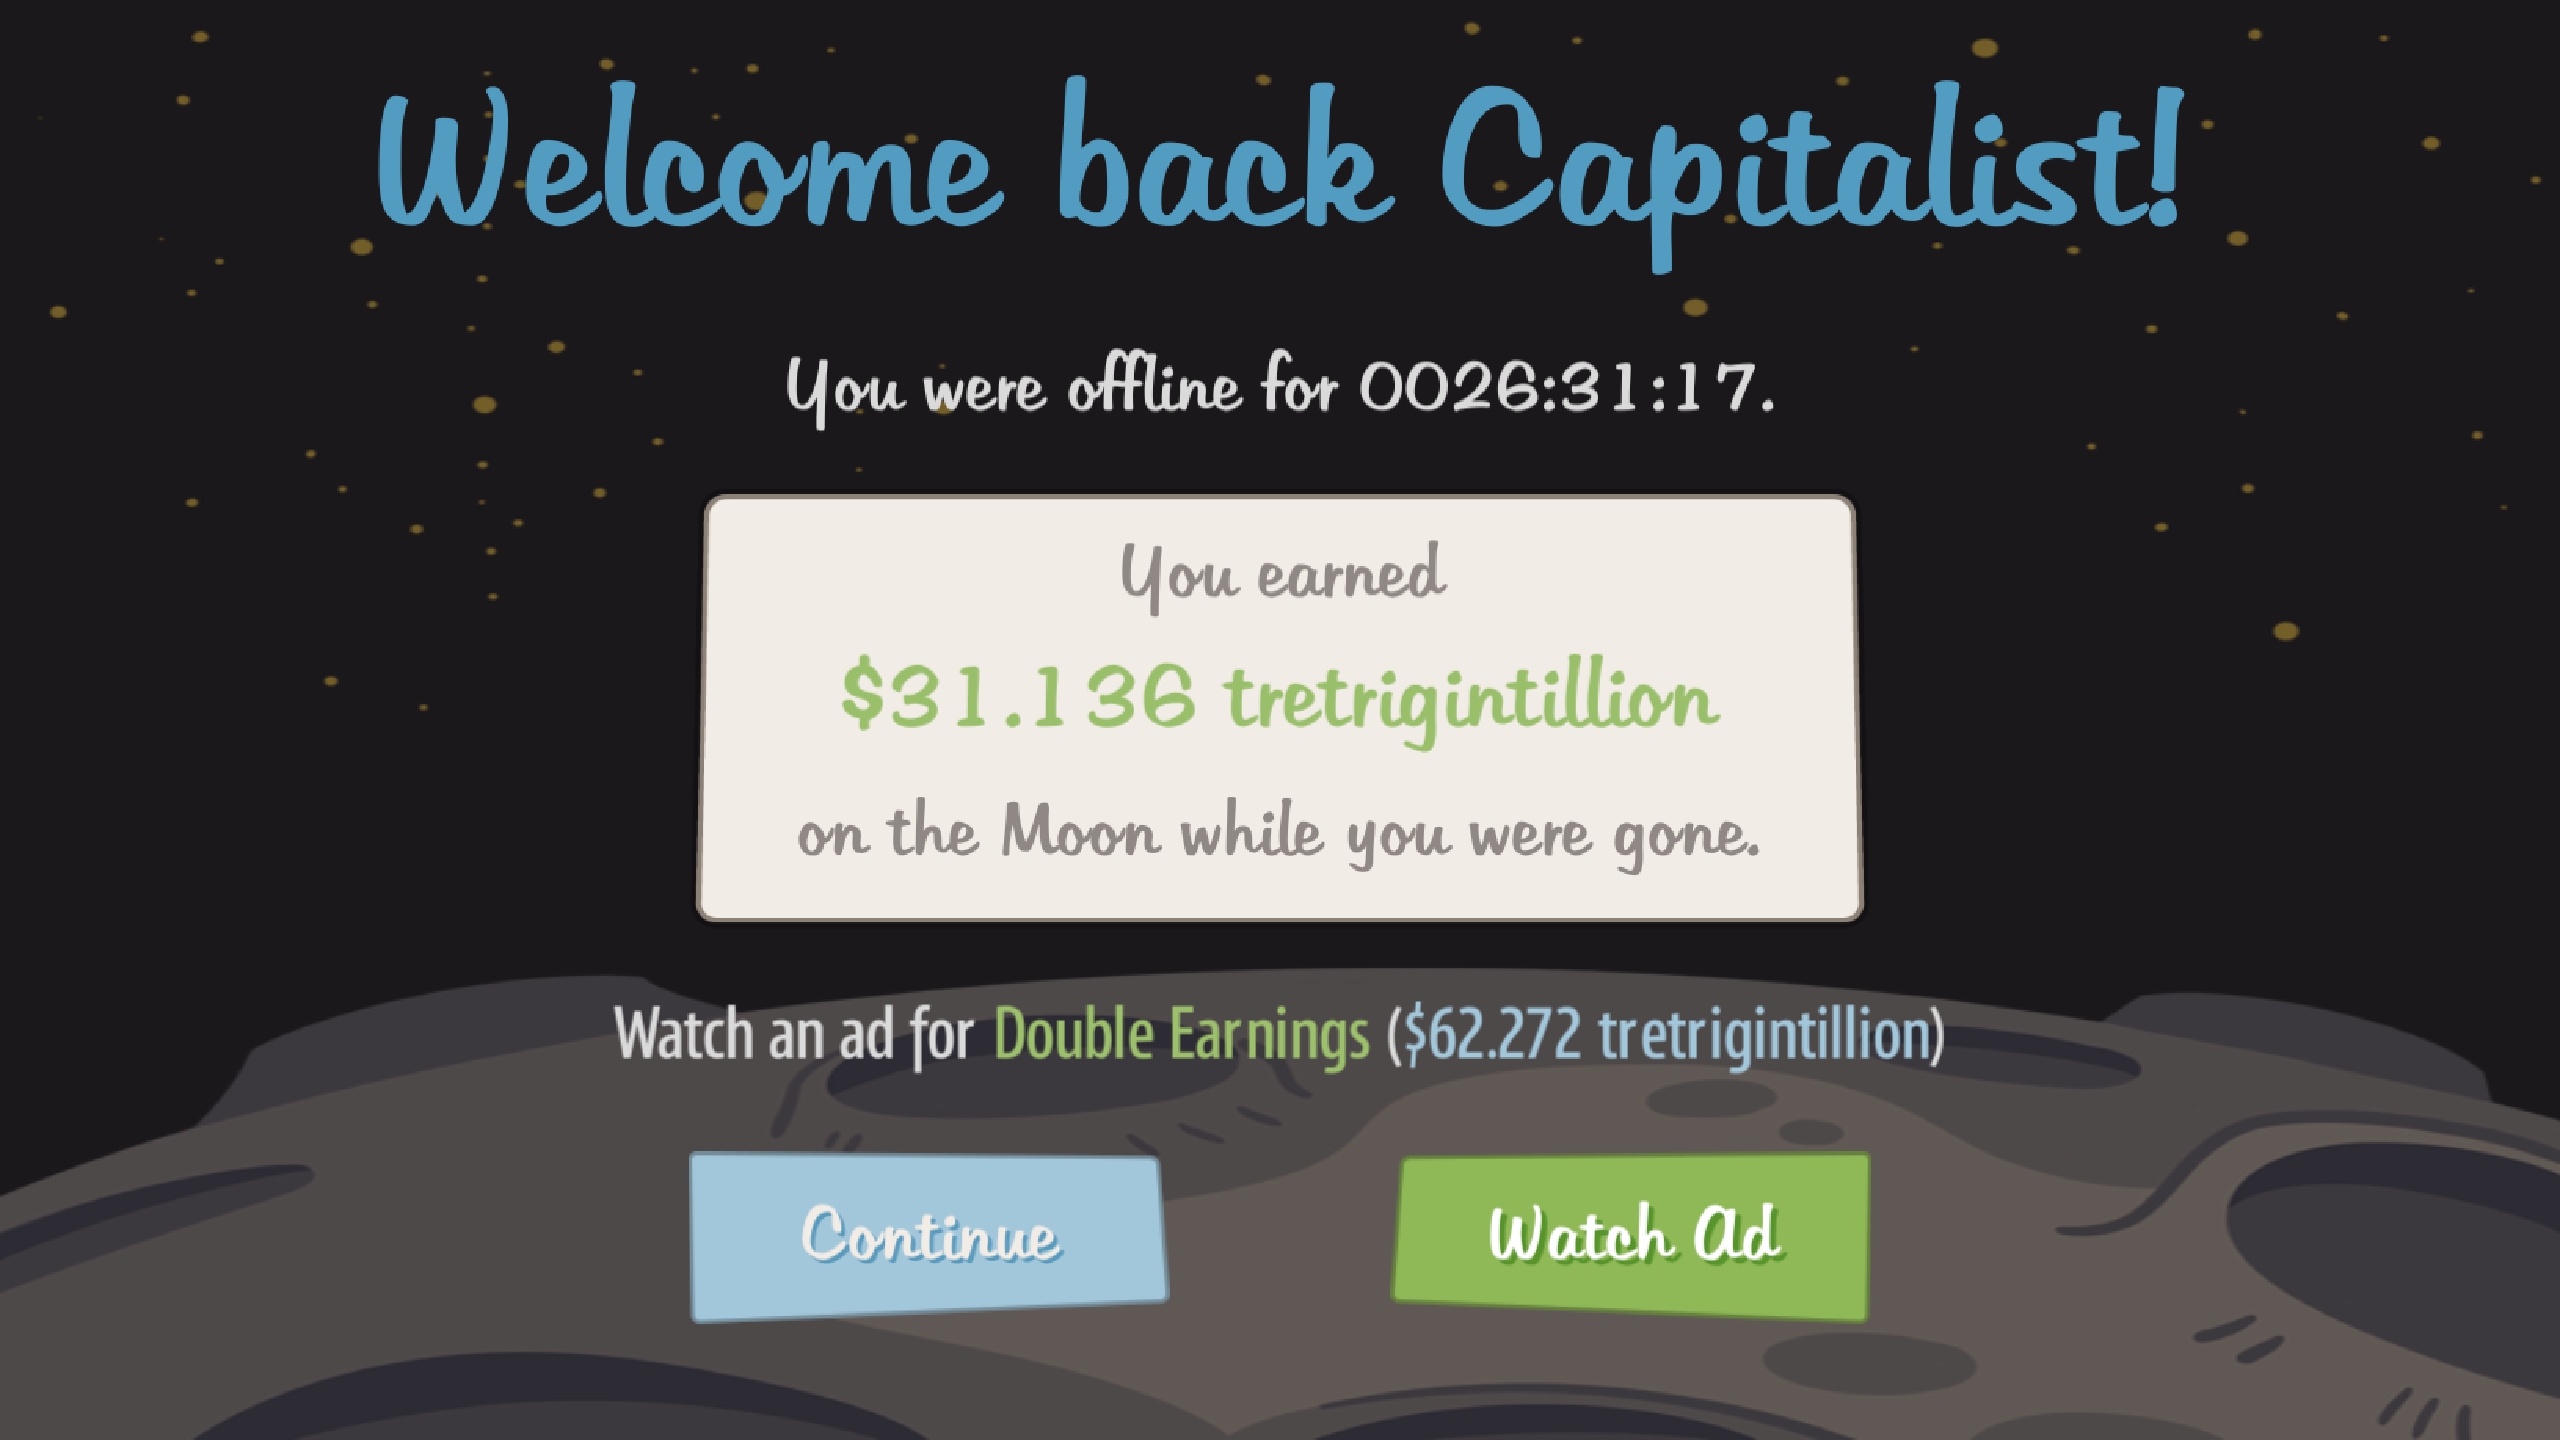 Welcome back Capitalist!
You were offline for 0026:31:17.
You earned
$31.136 tretrigintillion
on the Moon while you were gone.
Watch an ad for Double Earnings ($62.272 tretrigintillion)
Continue
Watch Ad